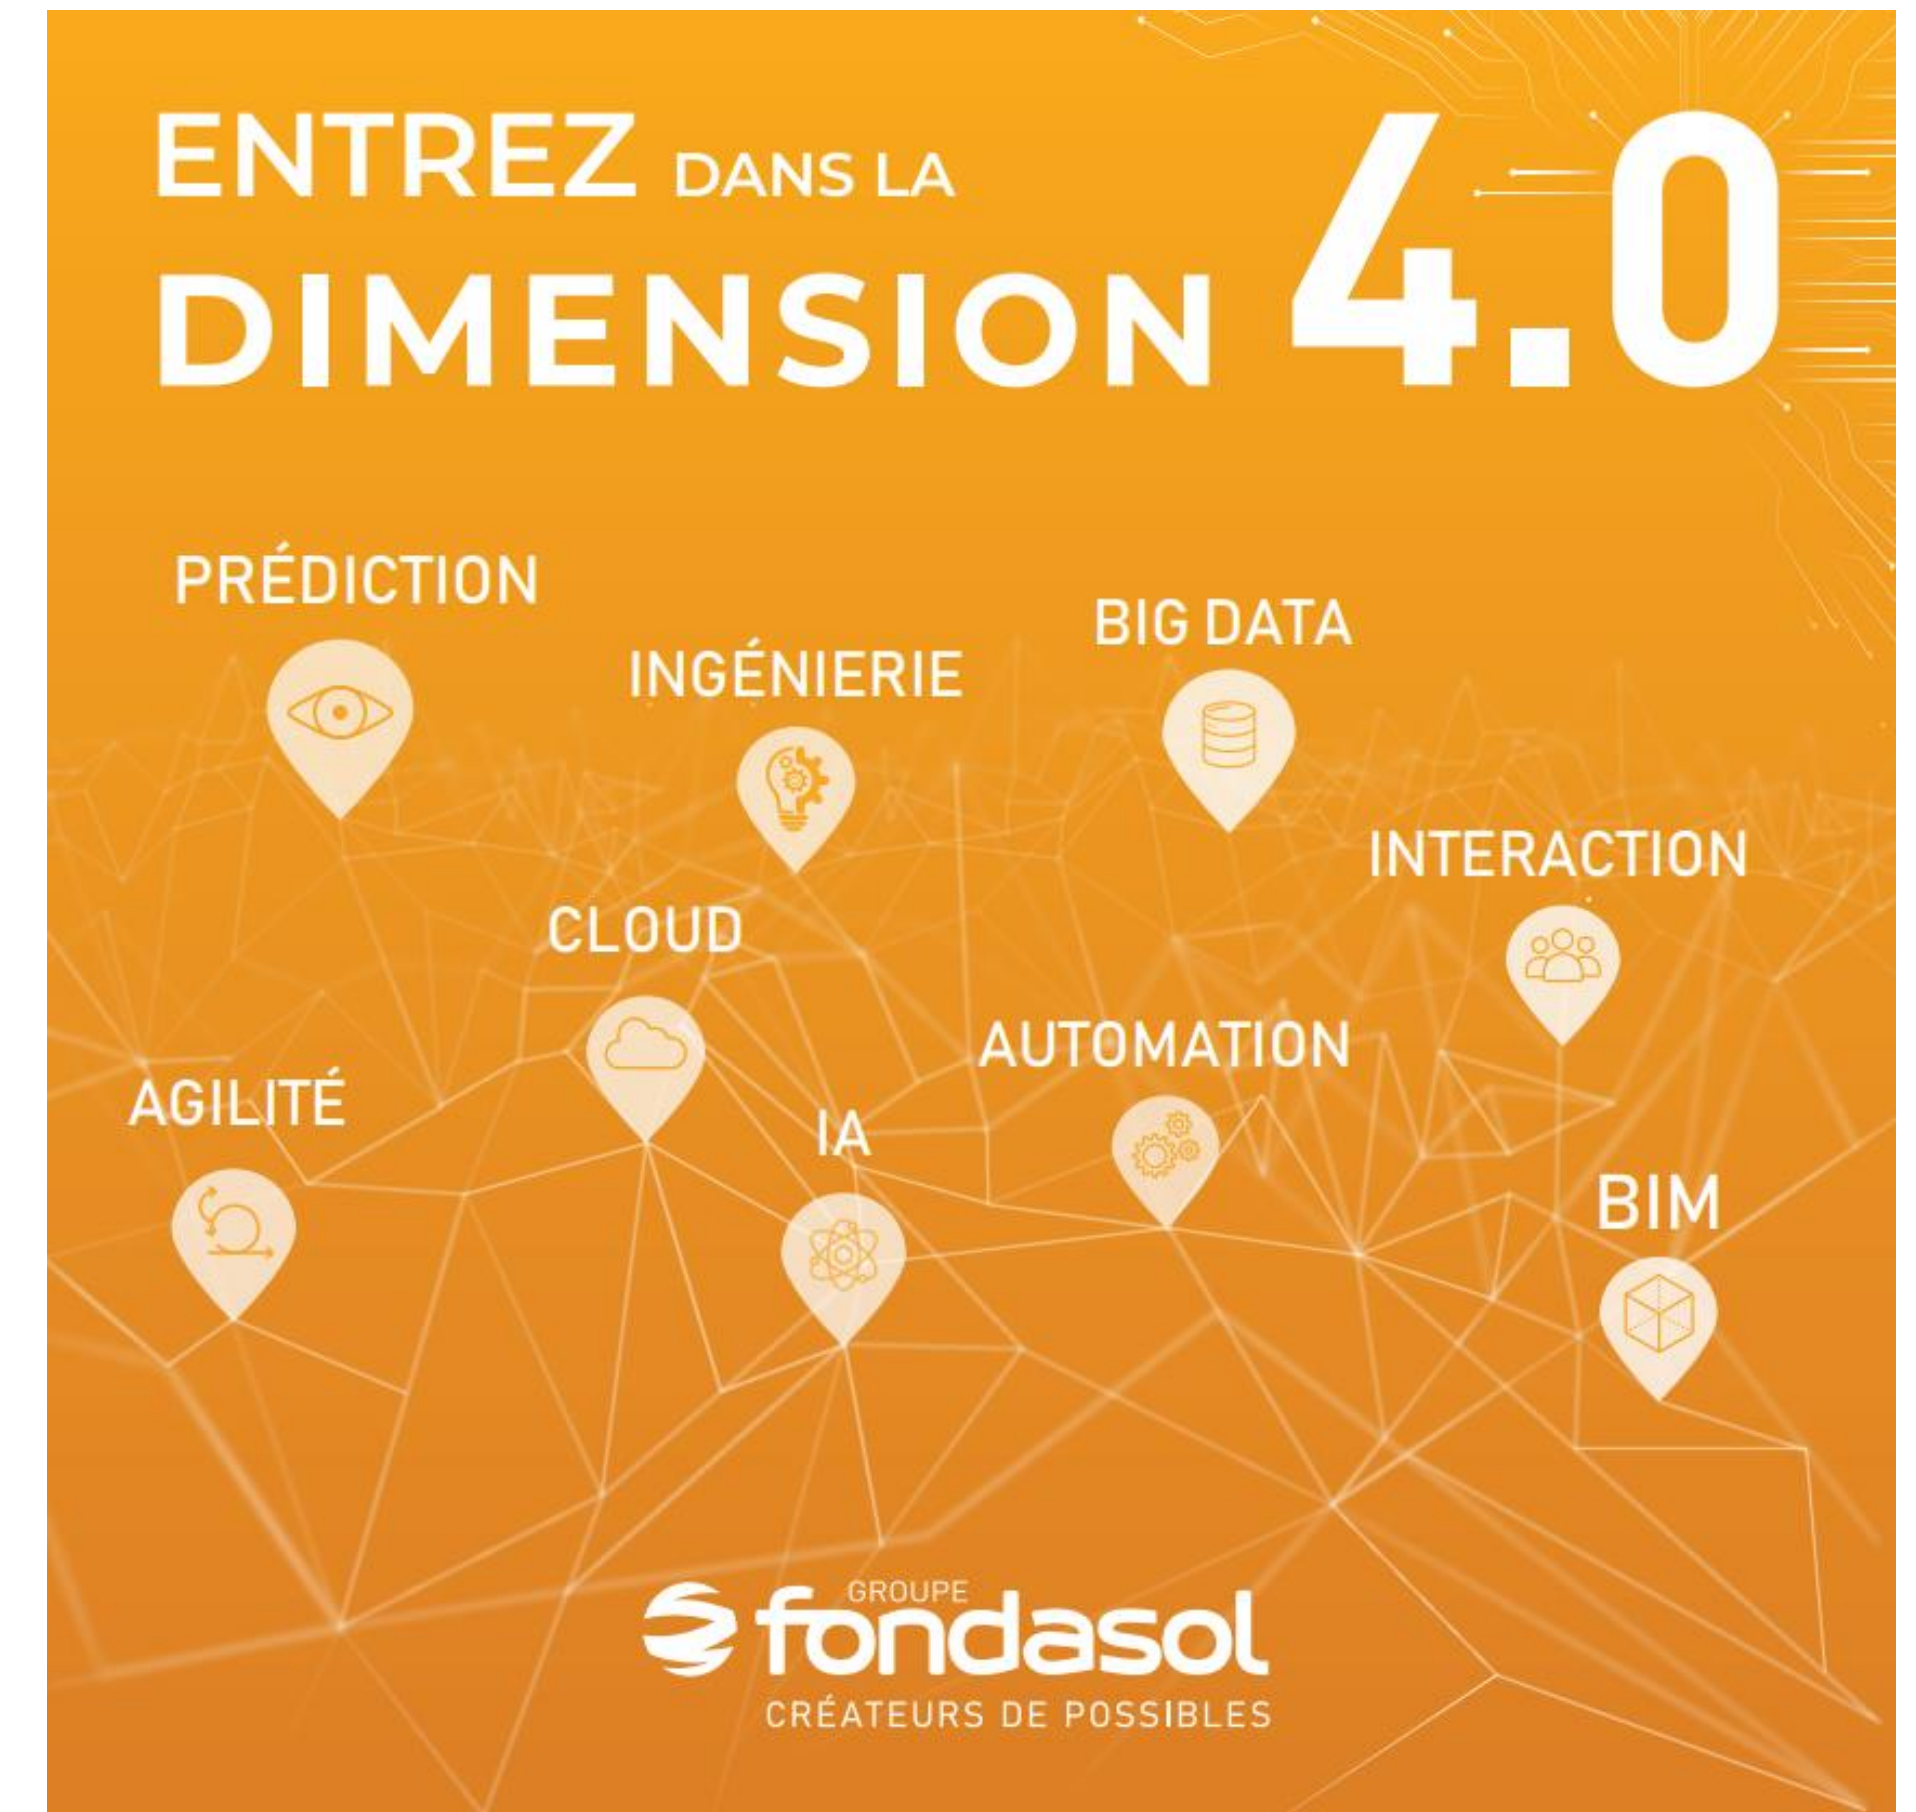 ENTREZ DANS LA
DIMENSION 4.0
PRÉDICTION
INGÉNIERIE
BIG DATA
INTERACTION
CLOUD
AUTOMATION
AGILITÉ
IA
BIM
GROUPE
fondasol
CRÉATEURS DE POSSIBLES